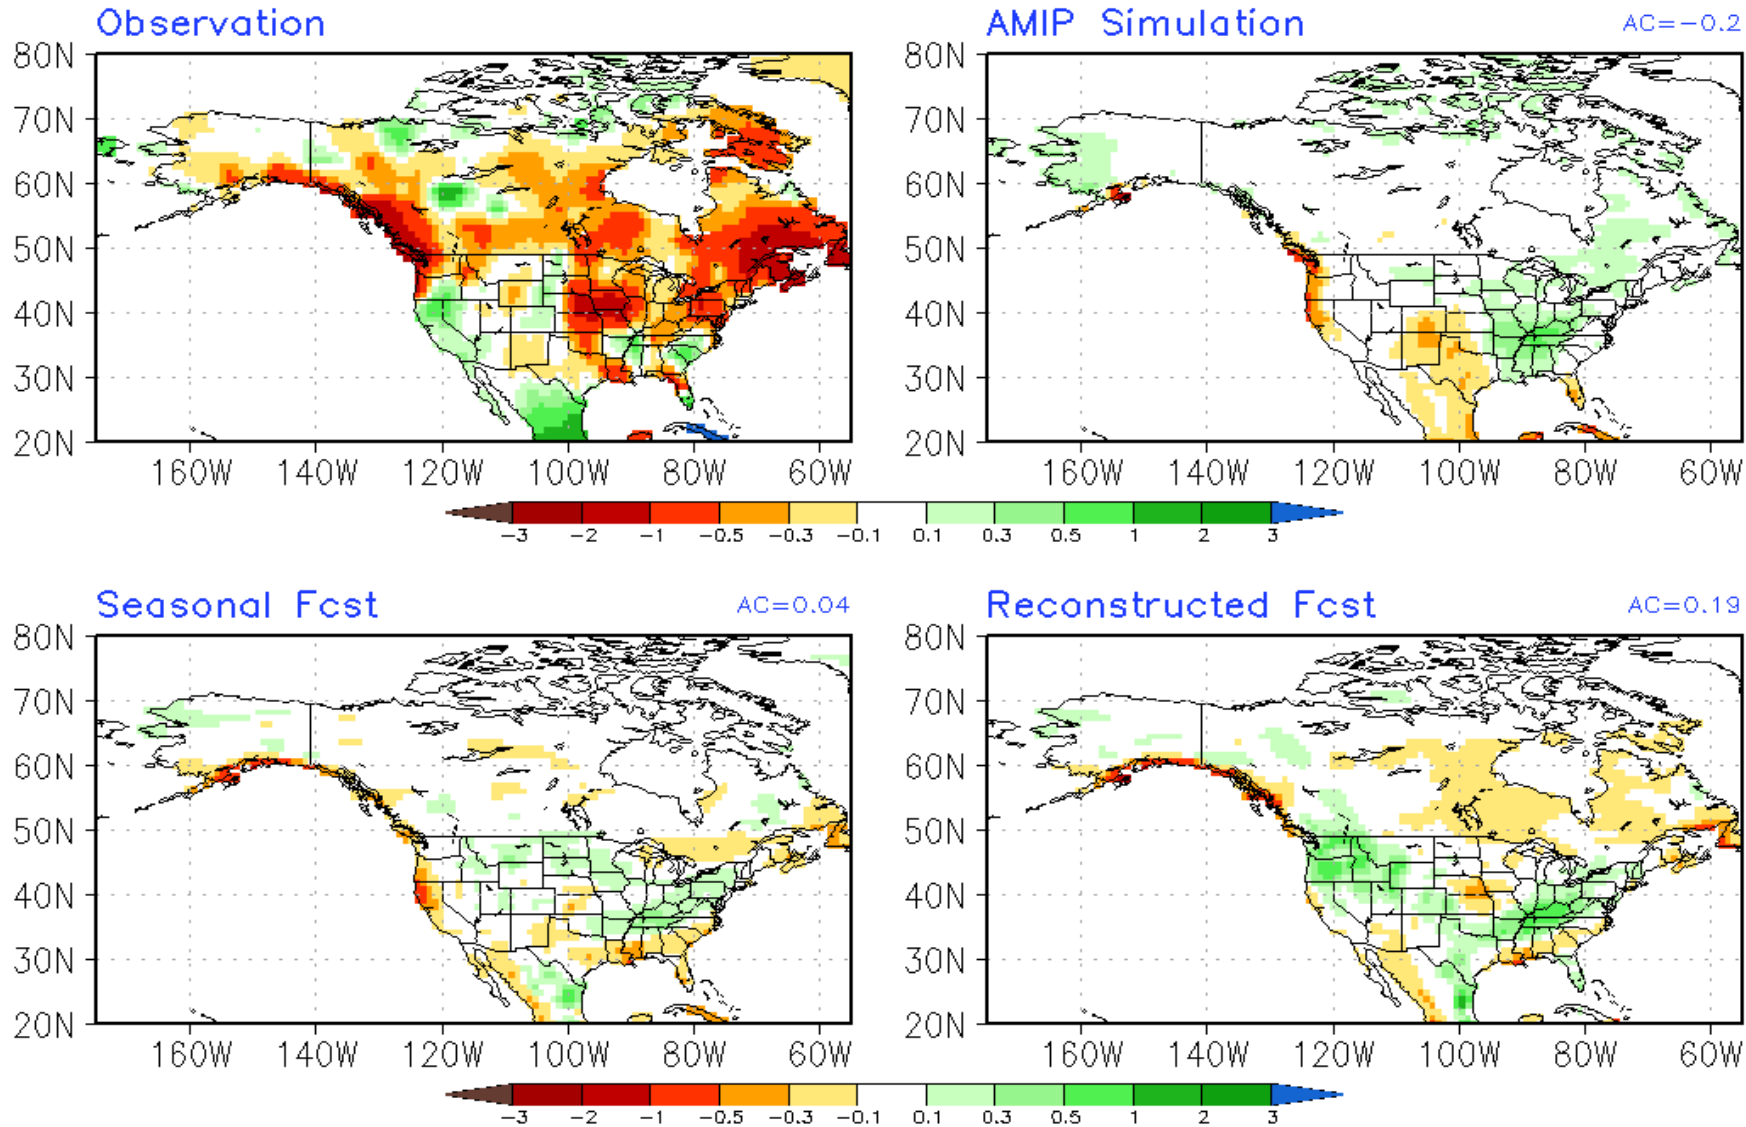 Observation
AMIP Simulation AC=-0.2
80N 80N
70N 70N
60N 60N
50N 50N
40N 40N
30N 30N
20N 20N
160W 140W 120W 100W 80W 60W 160W 140W 120W 100W 80W 60W
-3 -2 -1 -0.5 -0.3 -0.1 0.1 0.3 0.5 1 2 3
Seasonal Fcst AC=0.04
Reconstructed Fcst AC=0.19
80N 80N
70N 70N
60N 60N
50N 50N
40N 40N
30N 30N
20N 20N
160W 140W 120W 100W 80W 60W 160W 140W 120W 100W 80W 60W
-3 -2 -1 -0.5 -0.3 -0.1 0.1 0.3 0.5 1 2 3